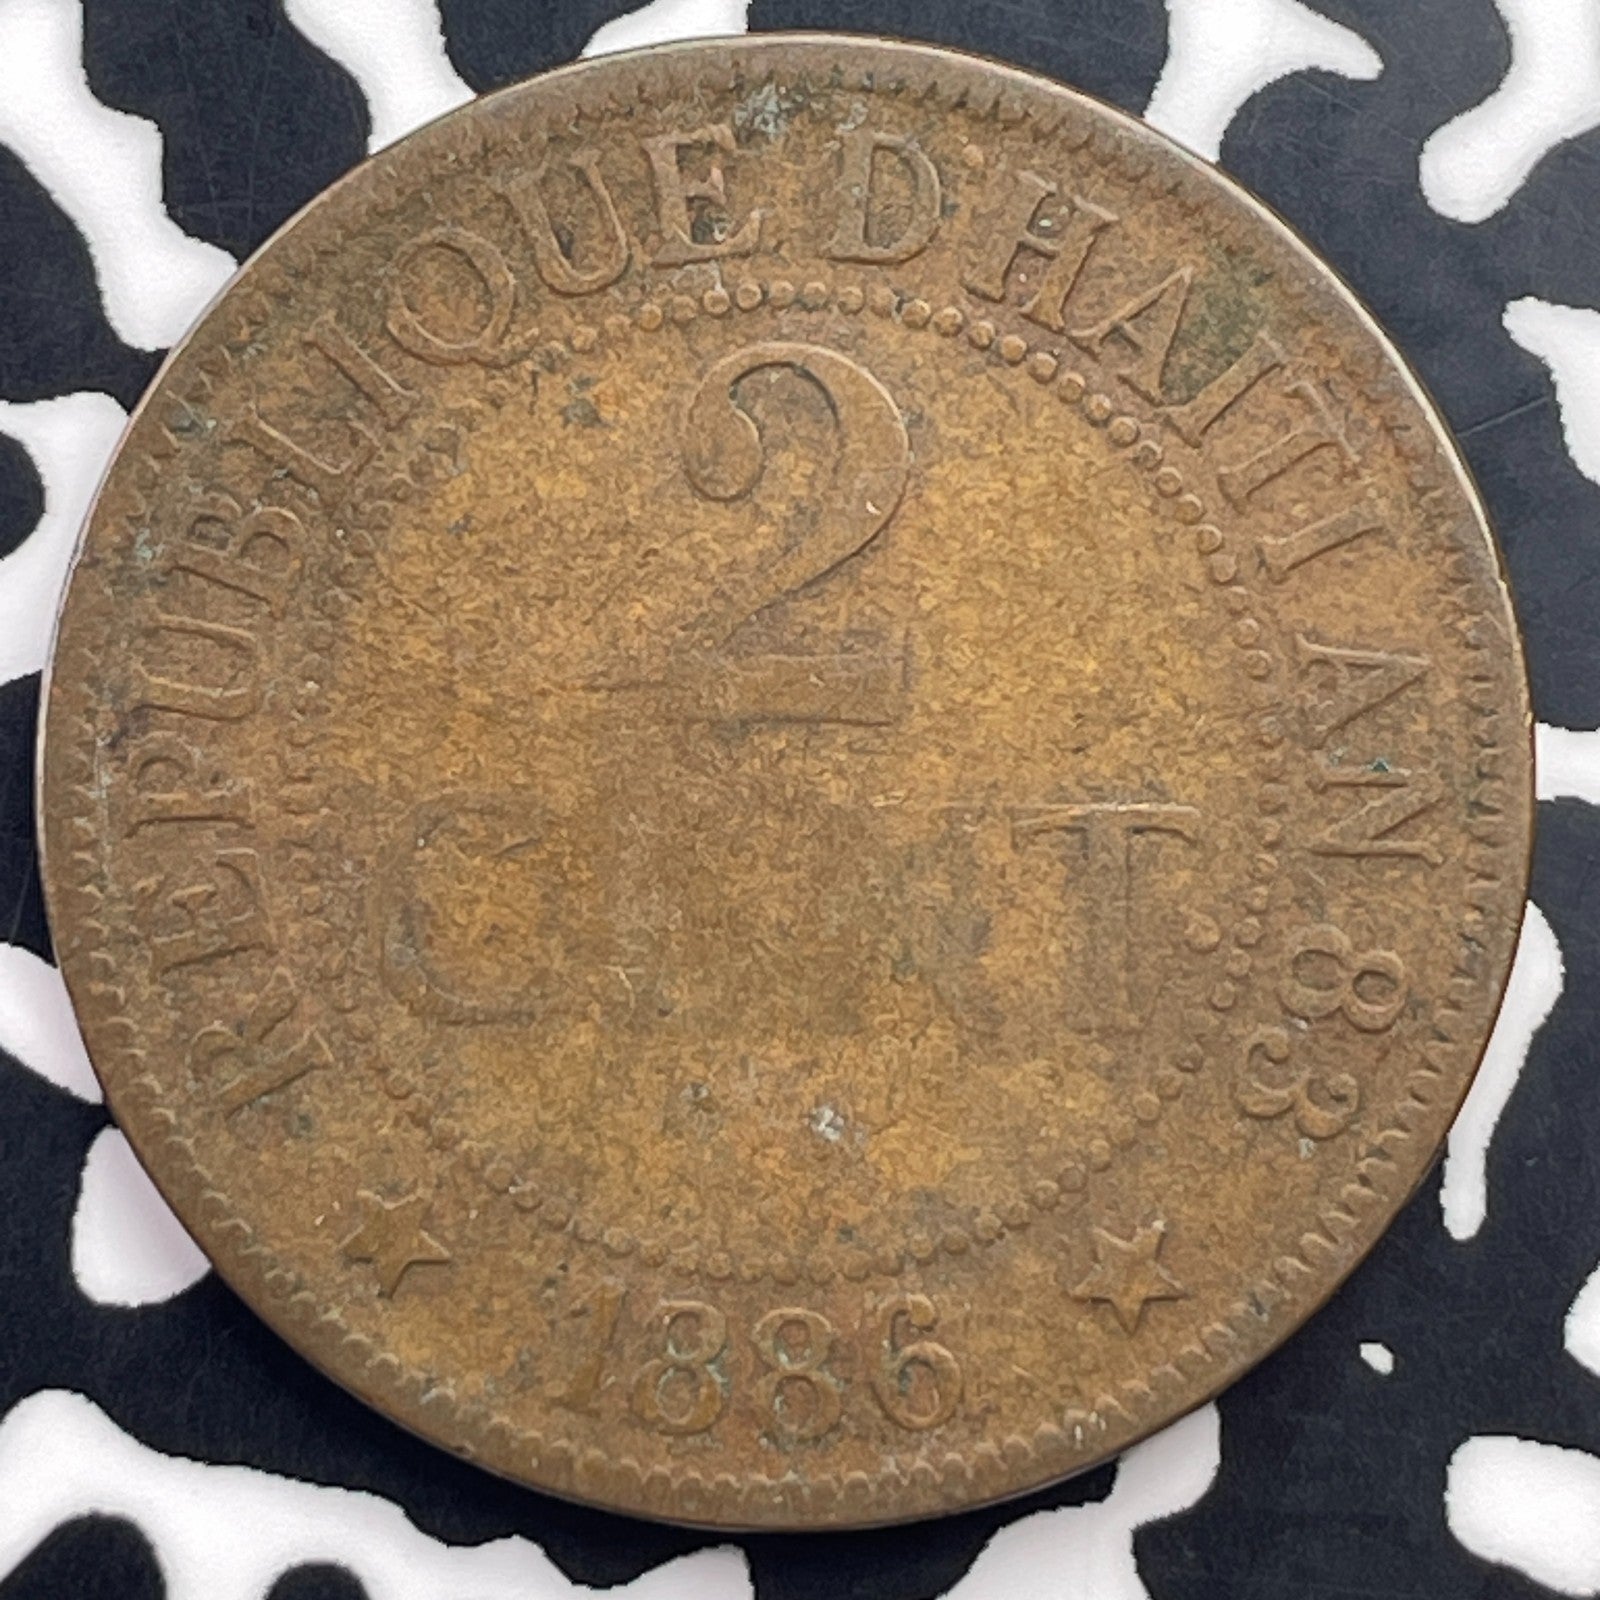 REPUBLIQUE D'HAITI AN 83
2
CENT
1886